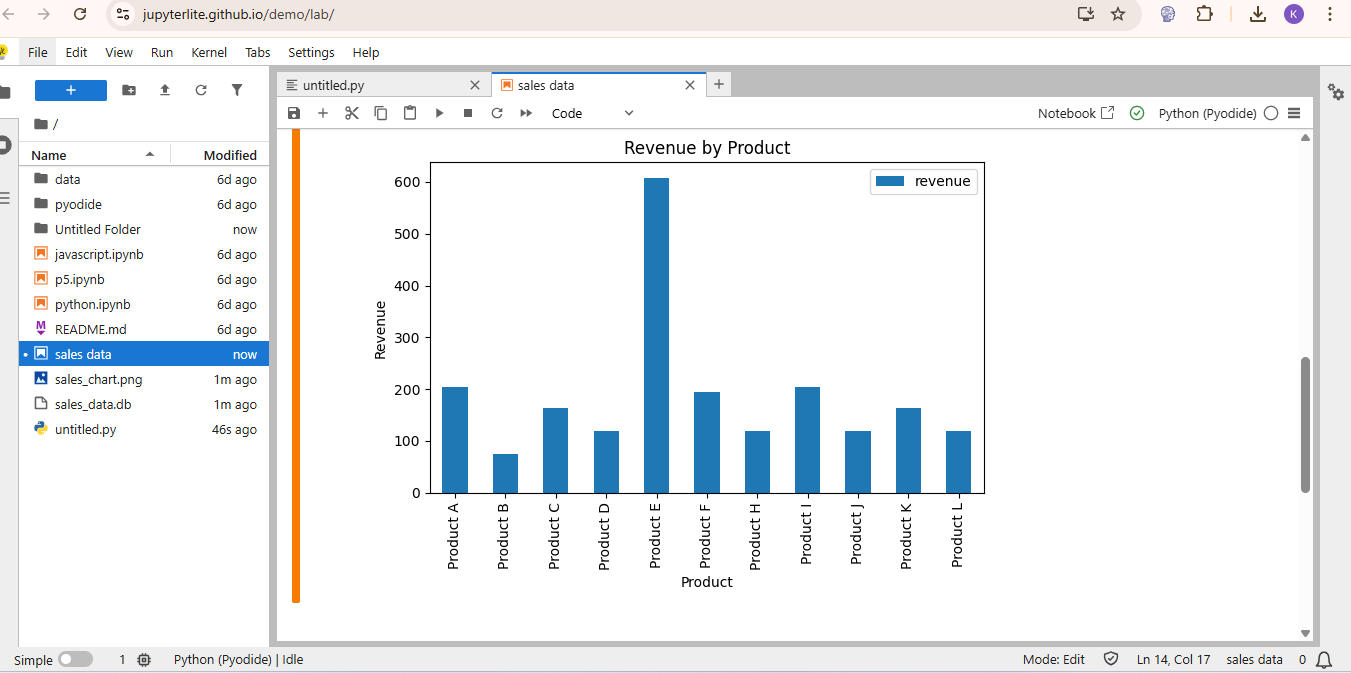 jupyterlite.github.io/demo/lab/
K
File Edit View Run Kernel Tabs Settings Help
+
/
Name Modified
data 6d ago
pyodide 6d ago
Untitled Folder now
javascript.ipynb 6d ago
p5.ipynb 6d ago
python.ipynb 6d ago
M README.md 6d ago
sales data now
sales_chart.png 1m ago
sales_data.db 1m ago
untitled.py 46s ago
untitled.py sales data
Code Notebook Python (Pyodide)
Revenue by Product
revenue
600
500
400
300
200
100
0
Revenue
Product A Product B Product C Product D Product E Product F Product H Product I Product J Product K Product L
Product
Simple 1 Python (Pyodide) | Idle Mode: Edit Ln 14, Col 17 sales data 0